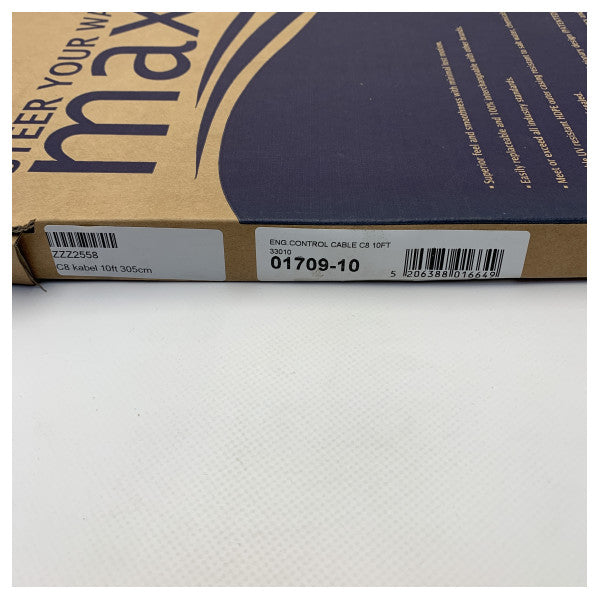 STEER YOUR WA
max
• Superior feel and smoothness with minimal lost motion.
• Easily replaceable and 100% interchangeable with other brands.
• Meet or exceed all industry standards.
ZZZ2558
C8 kabel 10ft 305cm
ENG.CONTROL CABLE C8 10FT
33010
01709-10
5 206388 016649